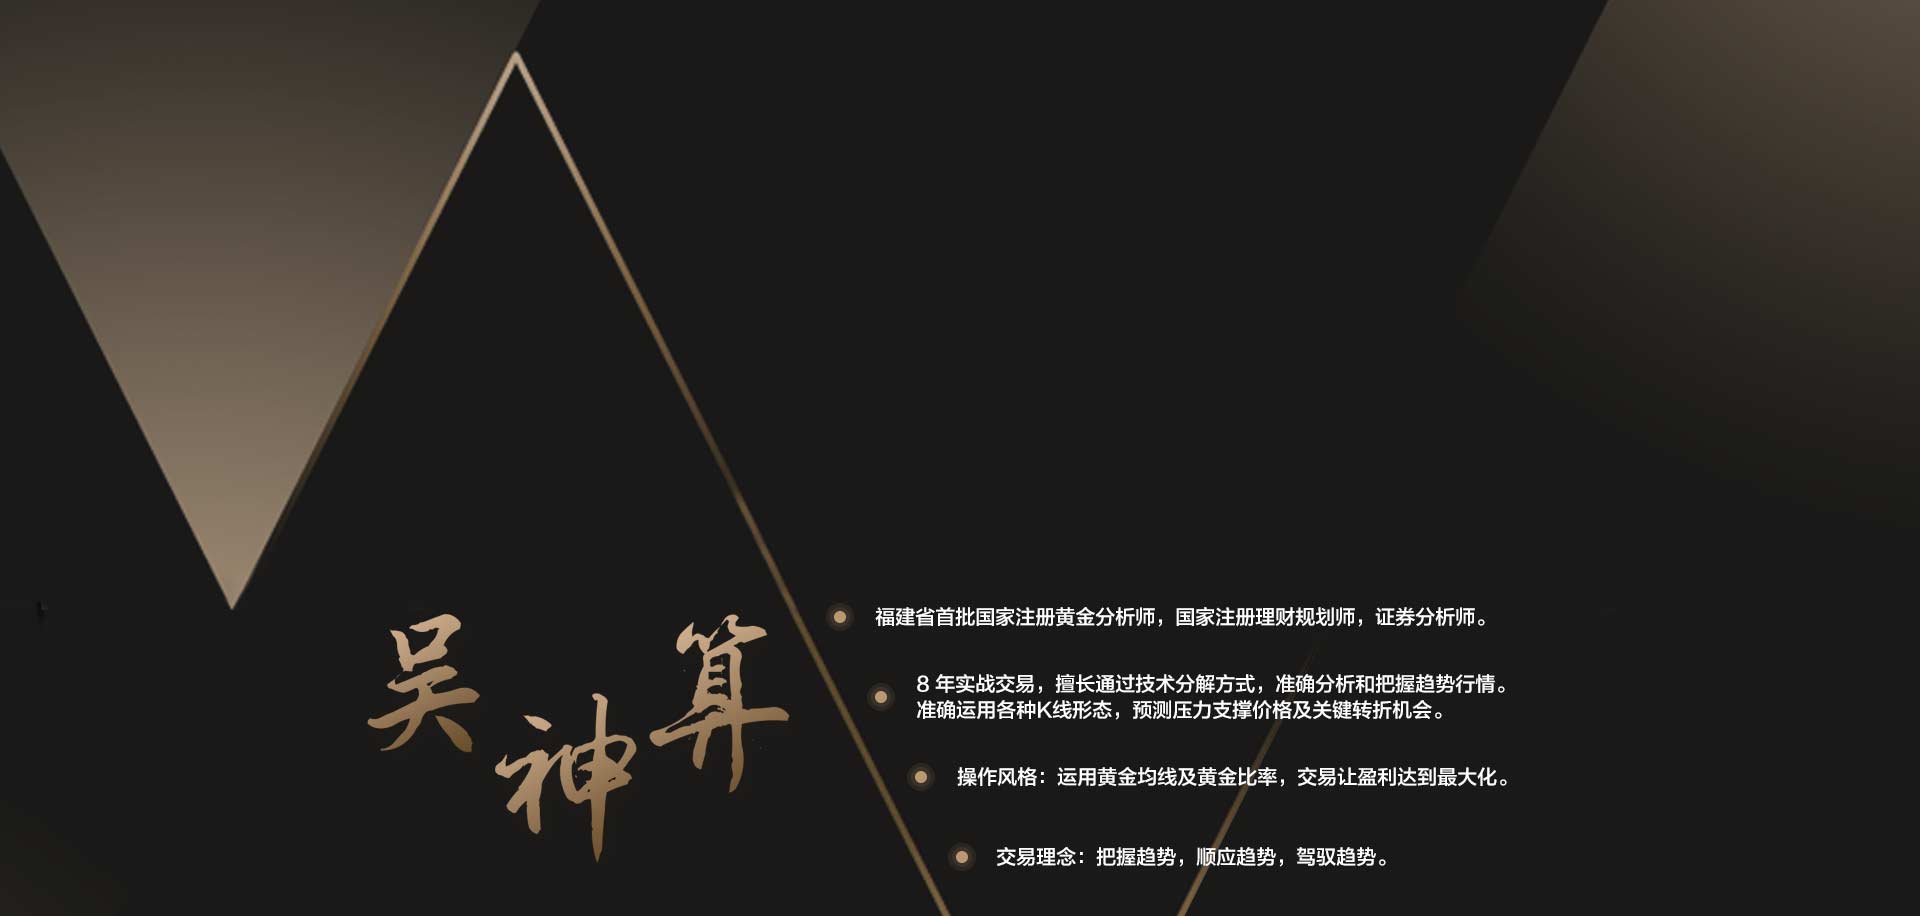 吴神算
福建省首批国家注册黄金分析师，国家注册理财规划师，证券分析师。
8 年实战交易，擅长通过技术分解方式，准确分析和把握趋势行情。
准确运用各种K线形态，预测压力支撑价格及关键转折机会。
操作风格：运用黄金均线及黄金比率，交易让盈利达到最大化。
交易理念：把握趋势，顺应趋势，驾驭趋势。